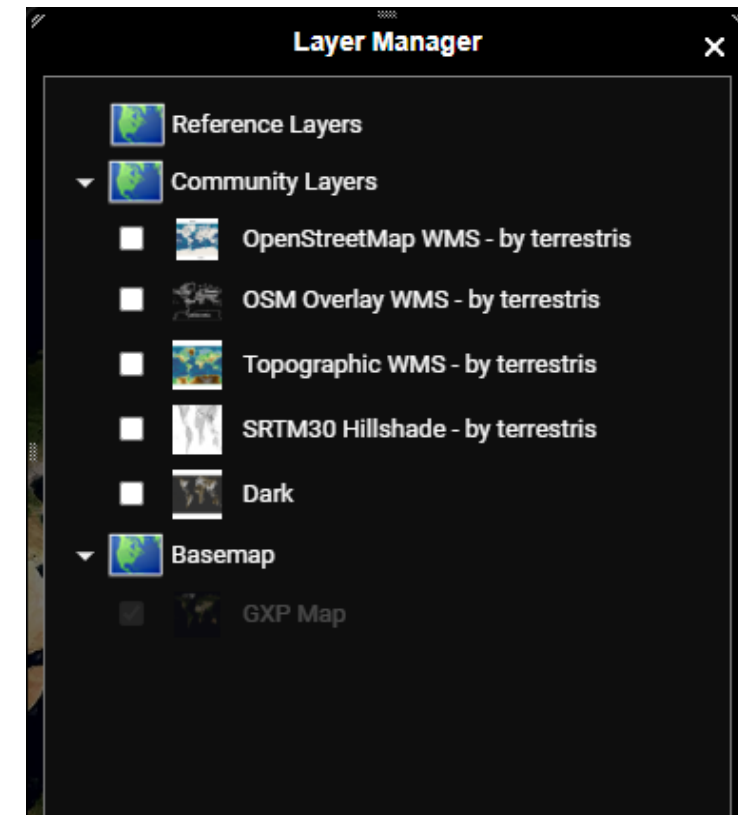 Layer Manager
Reference Layers
Community Layers
OpenStreetMap WMS - by terrestris
OSM Overlay WMS - by terrestris
Topographic WMS - by terrestris
SRTM30 Hillshade - by terrestris
Dark
Basemap
GXP Map